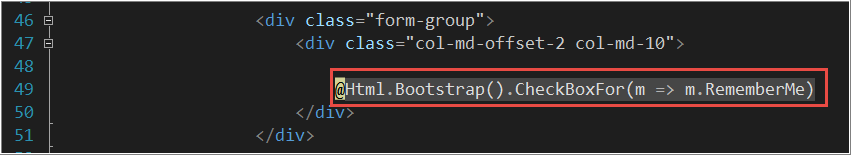 46 <div class="form-group">
47 <div class="col-md-offset-2 col-md-10">
48
49 @Html.Bootstrap().CheckBoxFor(m => m.RememberMe)
50 </div>
51 </div>